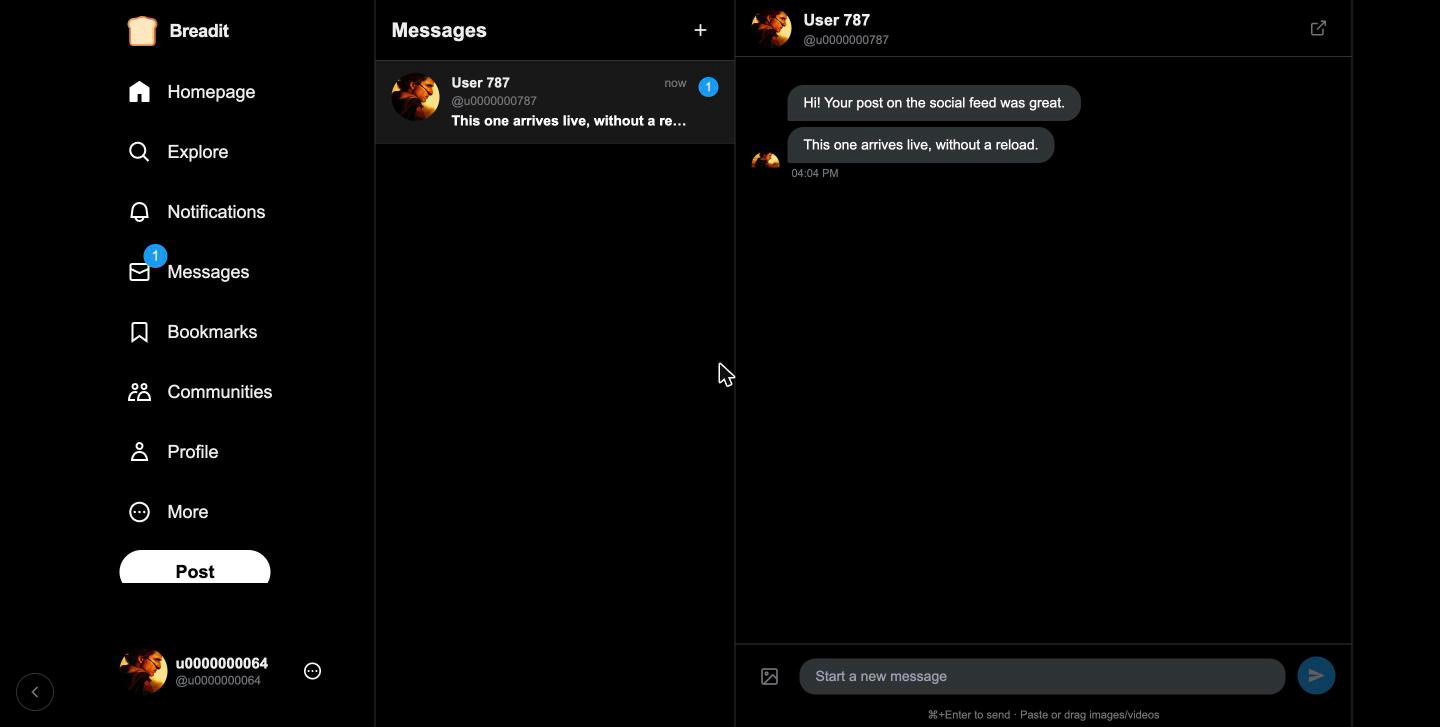 Breadit
Homepage
Explore
Notifications
1
Messages
Bookmarks
Communities
Profile
More
Post
u0000000064
@u0000000064
Messages
+
User 787
now
1
@u0000000787
This one arrives live, without a re...
User 787
@u0000000787
Hi! Your post on the social feed was great.
This one arrives live, without a reload.
04:04 PM
Start a new message
⌘+Enter to send · Paste or drag images/videos